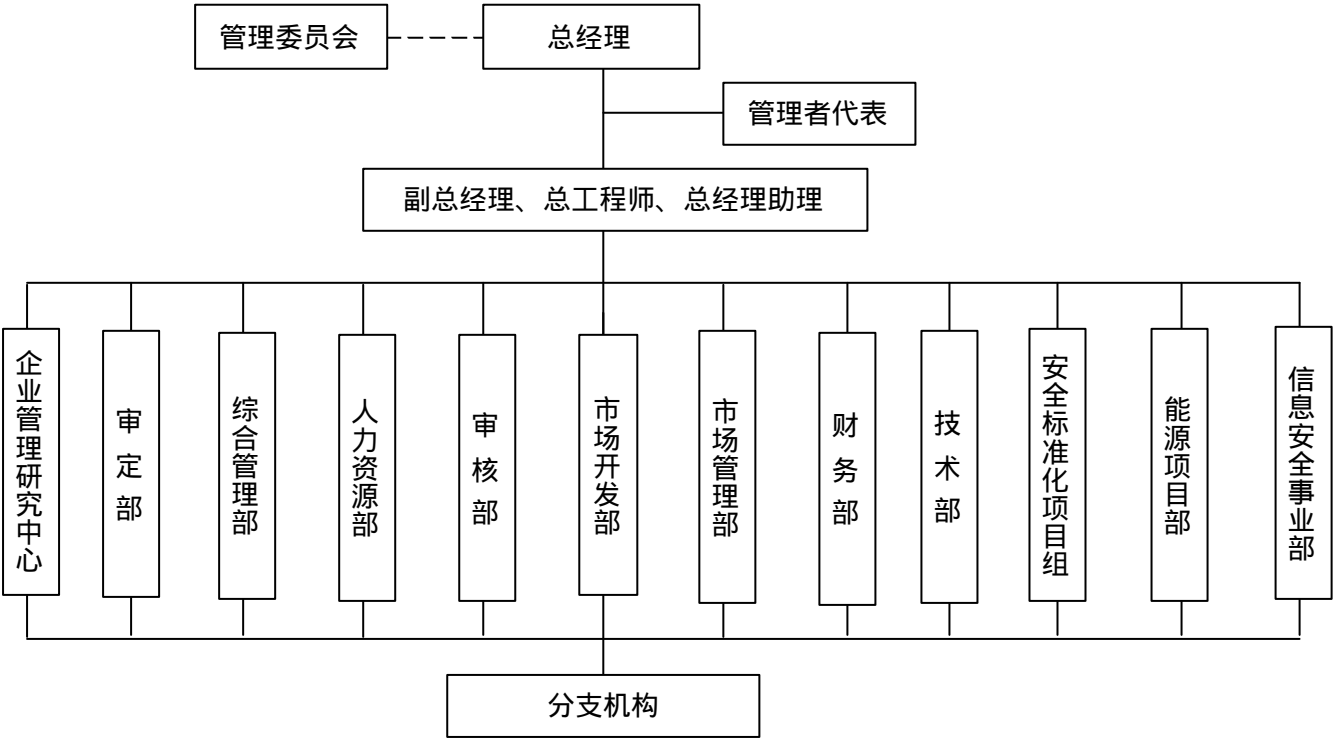 管理委员会
总经理
管理者代表
副总经理、总工程师、总经理助理
企业管理研究中心
审定部
综合管理部
人力资源部
审核部
市场开发部
市场管理部
财务部
技术部
安全标准化项目组
能源项目部
信息安全事业部
分支机构